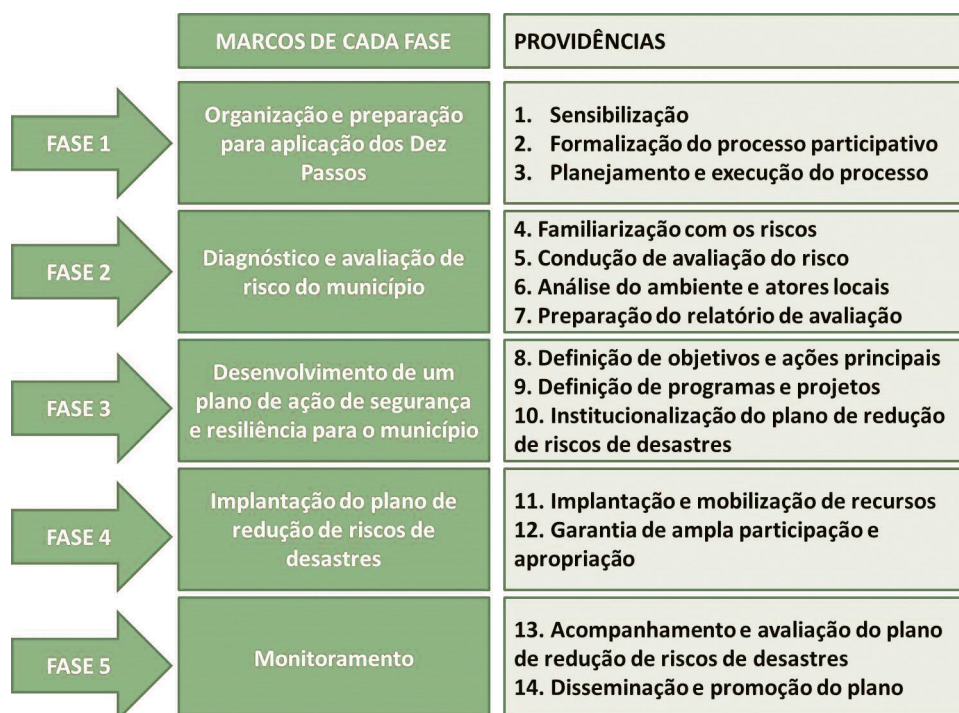 MARCOS DE CADA FASE
PROVIDÊNCIAS
FASE 1
Organização e preparação
para aplicação dos Dez
Passos
1. Sensibilização
2. Formalização do processo participativo
3. Planejamento e execução do processo
FASE 2
Diagnóstico e avaliação de
risco do município
4. Familiarização com os riscos
5. Condução de avaliação do risco
6. Análise do ambiente e atores locais
7. Preparação do relatório de avaliação
FASE 3
Desenvolvimento de um
plano de ação de segurança
e resiliência para o município
8. Definição de objetivos e ações principais
9. Definição de programas e projetos
10. Institucionalização do plano de redução
de riscos de desastres
FASE 4
Implantação do plano de
redução de riscos de
desastres
11. Implantação e mobilização de recursos
12. Garantia de ampla participação e
apropriação
FASE 5
Monitoramento
13. Acompanhamento e avaliação do plano
de redução de riscos de desastres
14. Disseminação e promoção do plano